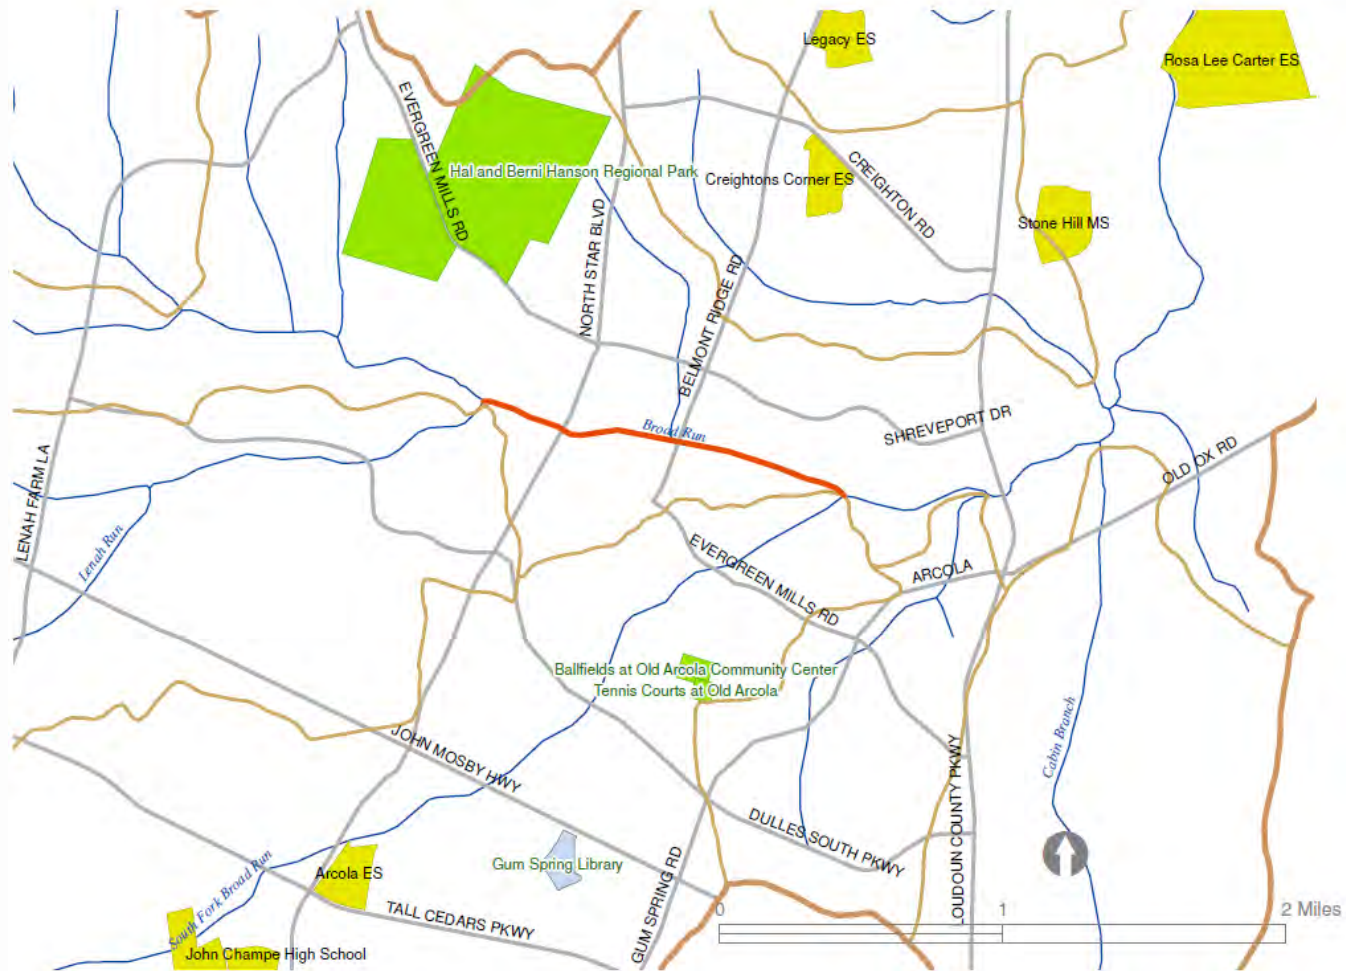 Legacy ES
Rosa Lee Carter ES
EVERGREEN MILLS RD
Hal and Berni Hanson Regional Park
Creightons Corner ES
CREIGHTON RD
Stone Hill MS
NORTH STAR BLVD
BELMONT RIDGE RD
Broad Run
SHREVEPORT DR
OLD OX RD
LENAH FARM LA
Lenah Run
EVERGREEN MILLS RD
ARCOLA
Ballfields at Old Arcola Community Center
Tennis Courts at Old Arcola
JOHN MOSBY HWY
Cabin Branch
LOUDOUN COUNTY PKWY
DULLES SOUTH PKWY
Gum Spring Library
Arcola ES
South Fork Broad Run
GUM SPRING RD
TALL CEDARS PKWY
0 1 2 Miles
John Champe High School